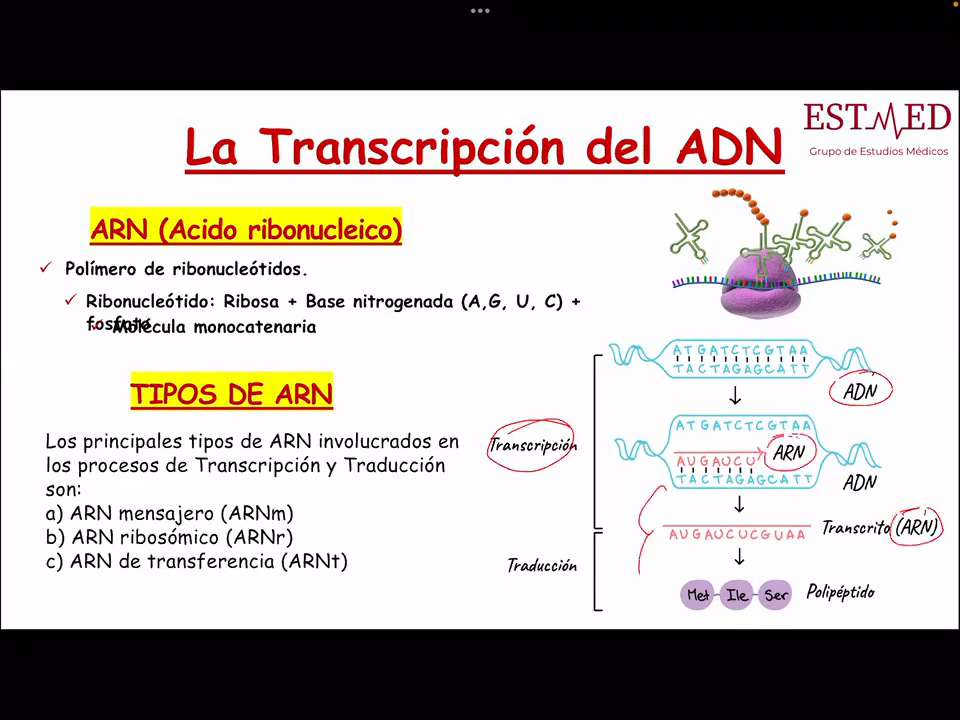 La Transcripción del ADN
ESTMED
Grupo de Estudios Médicos
ARN (Acido ribonucleico)
Polímero de ribonucleótidos.
Ribonucleótido: Ribosa + Base nitrogenada (A,G, U, C) +
fosfato
Molécula monocatenaria
TIPOS DE ARN
Los principales tipos de ARN involucrados en
los procesos de Transcripción y Traducción
son:
a) ARN mensajero (ARNm)
b) ARN ribosómico (ARNr)
c) ARN de transferencia (ARNt)
Transcripción
Traducción
ATGATCTCGTAA
TACTAGAGCATT
ADN
ATGATCTCGTAA
ARN
AUGAUCU
TACTAGAGCATT
ADN
Transcrito (ARN)
AUGAUCUCGUAA
Met Ile Ser
Polipéptido